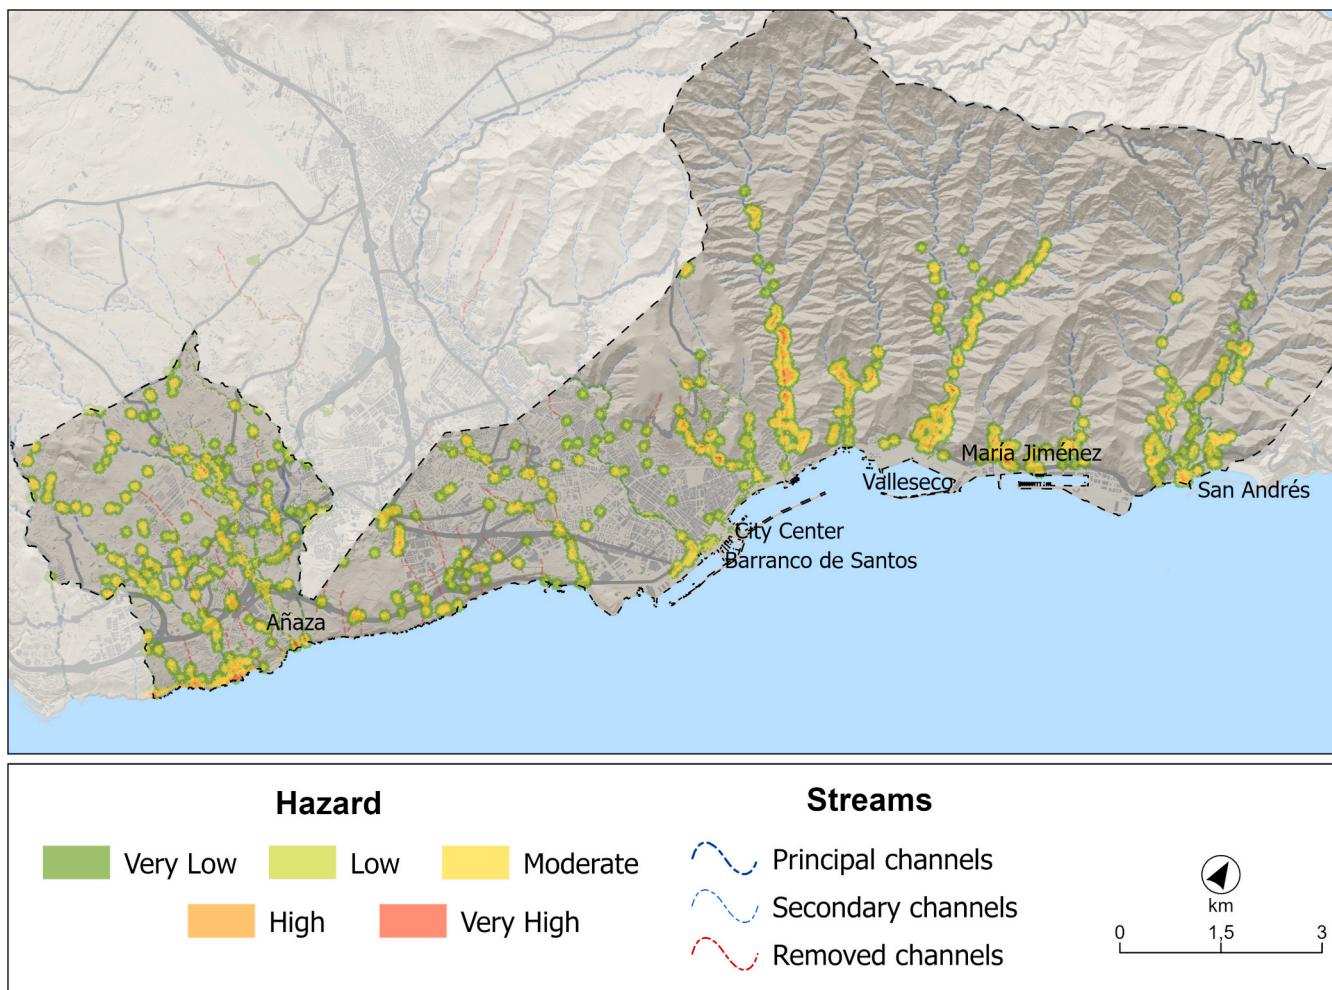 María Jiménez
Valleseco
San Andrés
City Center
Barranco de Santos
Añaza
Hazard
Streams
Very Low
Low
Moderate
High
Very High
Principal channels
Secondary channels
Removed channels
km
0 1,5 3